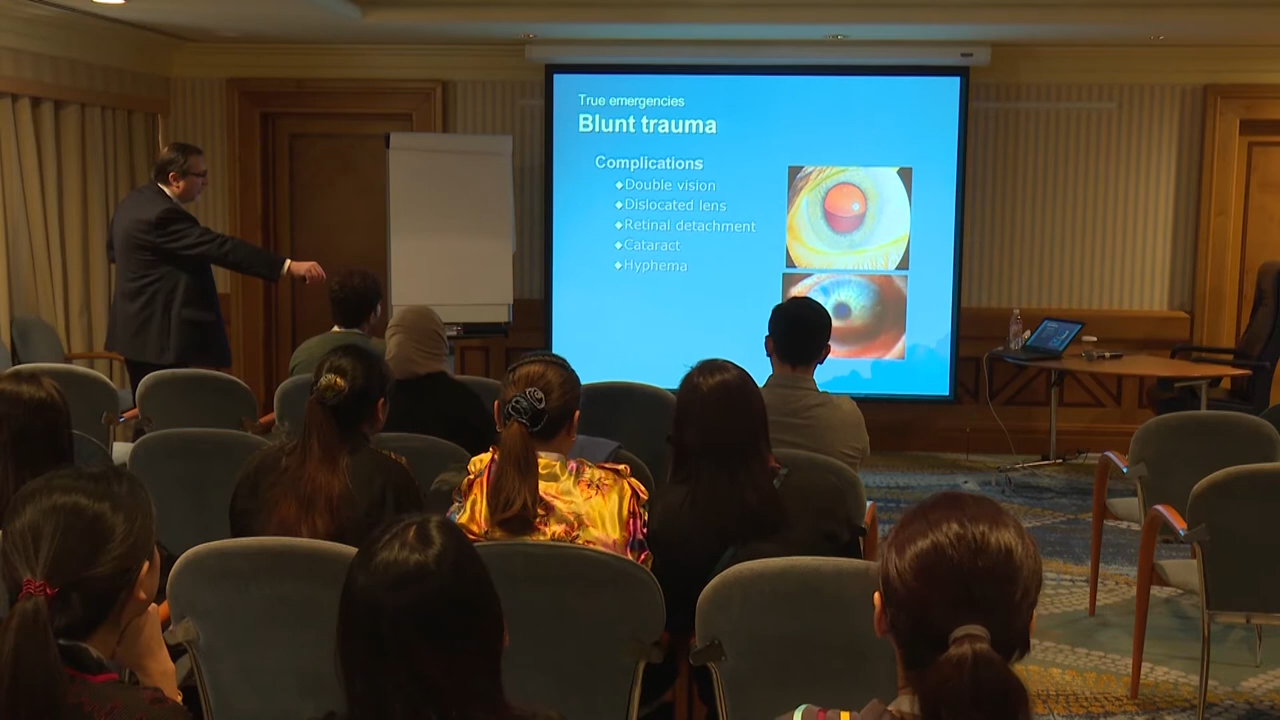 True emergencies
Blunt trauma
Complications
◆Double vision
◆Dislocated lens
◆Retinal detachment
◆Cataract
◆Hyphema